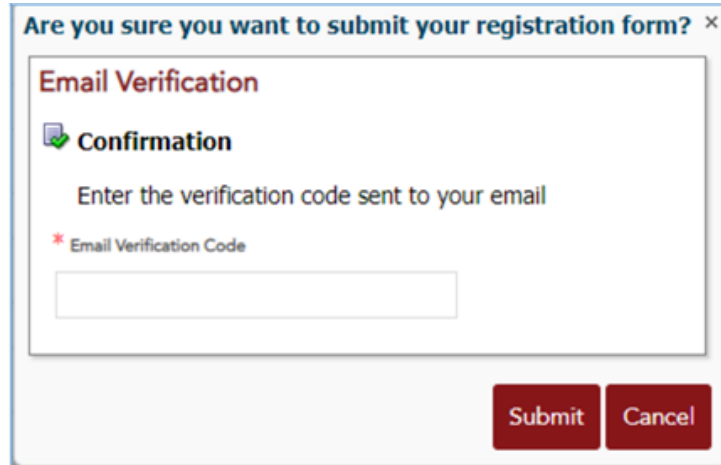 Are you sure you want to submit your registration form? ×
Email Verification
Confirmation
Enter the verification code sent to your email
* Email Verification Code
Submit Cancel